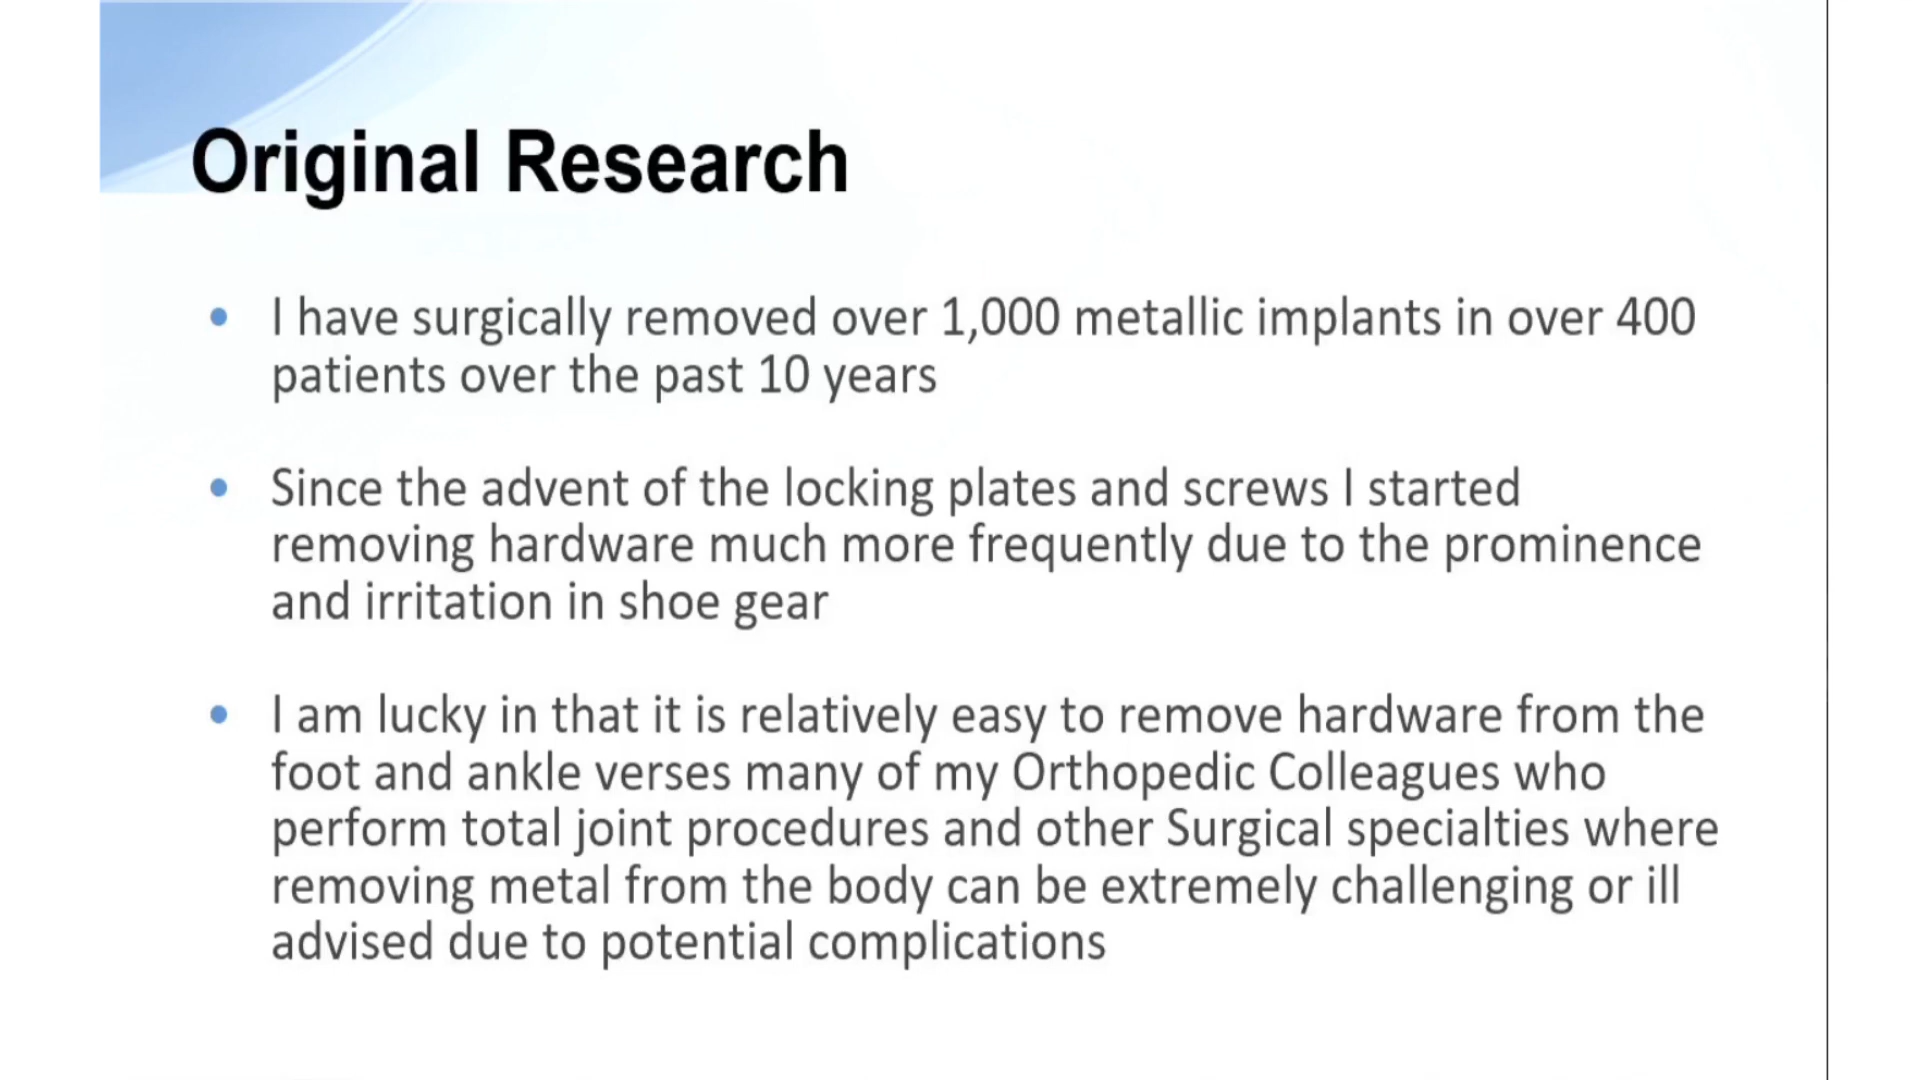 Original Research
• I have surgically removed over 1,000 metallic implants in over 400
patients over the past 10 years
• Since the advent of the locking plates and screws I started
removing hardware much more frequently due to the prominence
and irritation in shoe gear
• I am lucky in that it is relatively easy to remove hardware from the
foot and ankle verses many of my Orthopedic Colleagues who
perform total joint procedures and other Surgical specialties where
removing metal from the body can be extremely challenging or ill
advised due to potential complications